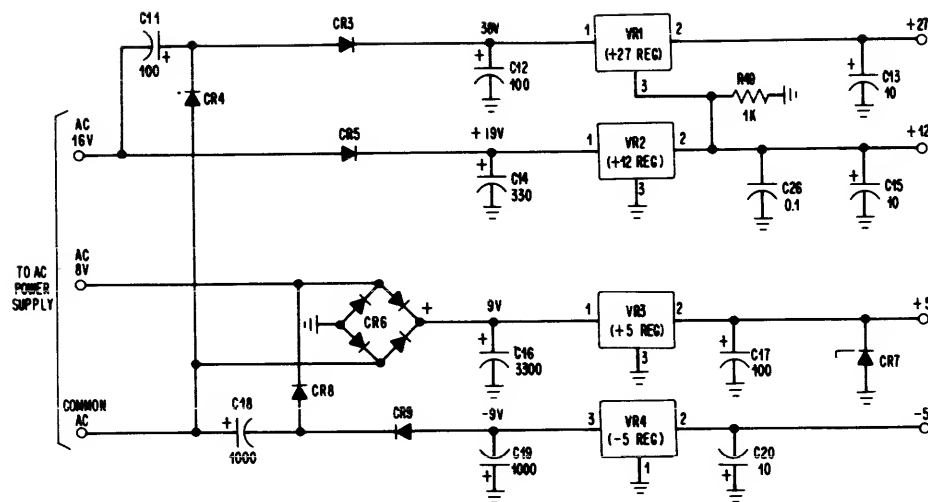 C11
+
100
CR3
38V
1
VR1
(+27 REG)
2
3
+27
+
C12
100
+
C13
10
CR4
R49
1K
AC
16V
CR5
+19V
1
VR2
(+12 REG)
2
3
+12
+
C14
330
C26
0.1
+
C15
10
AC
8V
TO AC
POWER
SUPPLY
CR6
+
9V
1
VR3
(+5 REG)
2
3
+5
+
C16
3300
+
C17
100
CR7
CR8
COMMON
AC
C18
+
1000
CR9
-9V
3
VR4
(-5 REG)
2
1
-5
C19
1000
+
C20
10
+